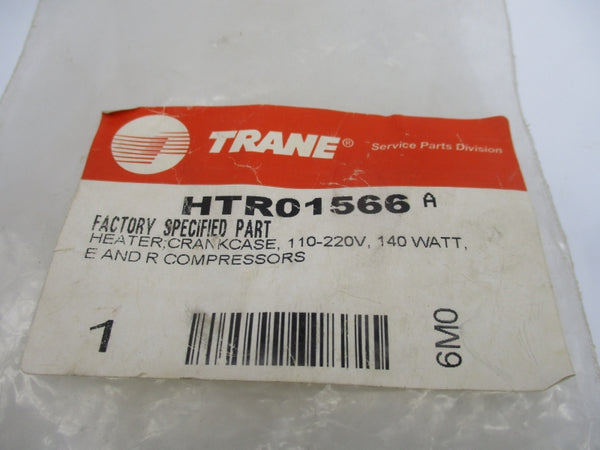 TRANE® Service Parts Division
HTR01566 A
FACTORY SPECIFIED PART
HEATER;CRANKCASE, 110-220V, 140 WATT,
E AND R COMPRESSORS
1
6M0